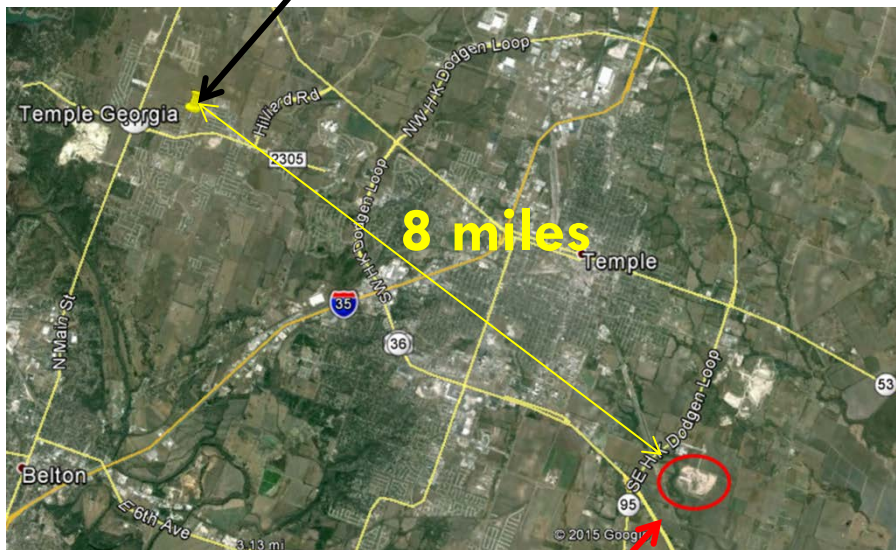 NW H K Dodgen Loop
Hilliard Rd
Temple Georgia
2305
SW H K Dodgen Loop
8 miles
Temple
35
N Main St
36
53
SE H K Dodgen Loop
Belton
95
E 6th Ave
3.13 mi
© 2015 Googl